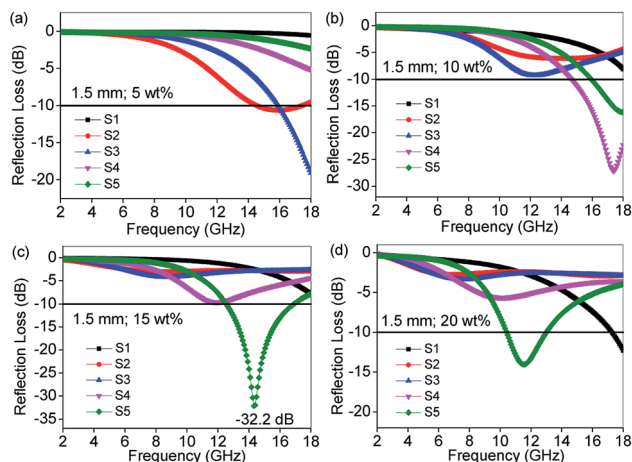 (a)
0
-5
-10
-15
-20
Reflection Loss (dB)
1.5 mm; 5 wt%
S1
S2
S3
S4
S5
2 4 6 8 10 12 14 16 18
Frequency (GHz)
(b)
0
-5
-10
-15
-20
-25
-30
Reflection Loss (dB)
1.5 mm; 10 wt%
S1
S2
S3
S4
S5
2 4 6 8 10 12 14 16 18
Frequency (GHz)
(c)
0
-5
-10
-15
-20
-25
-30
-35
Reflection Loss (dB)
1.5 mm; 15 wt%
S1
S2
S3
S4
S5
-32.2 dB
2 4 6 8 10 12 14 16 18
Frequency (GHz)
(d)
0
-5
-10
-15
-20
Reflection Loss (dB)
1.5 mm; 20 wt%
S1
S2
S3
S4
S5
2 4 6 8 10 12 14 16 18
Frequency (GHz)